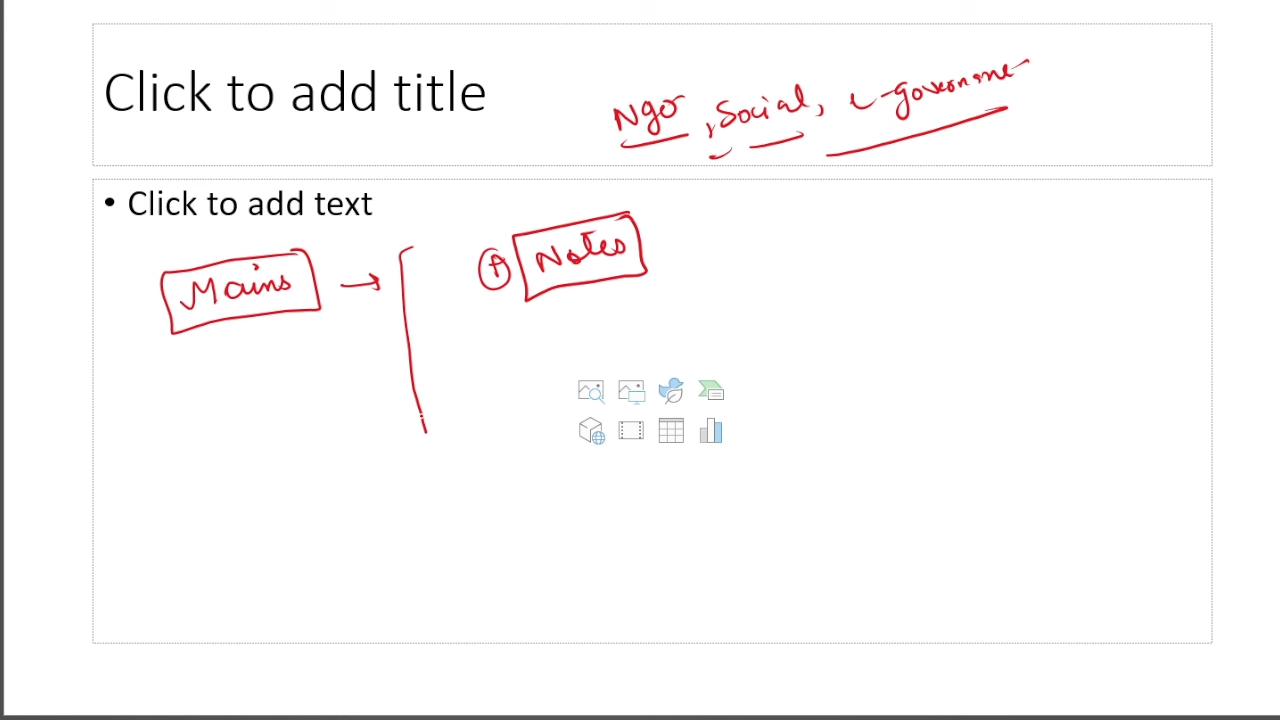 Click to add title
Ngo , Social, e-governme
• Click to add text
Mains → Notes